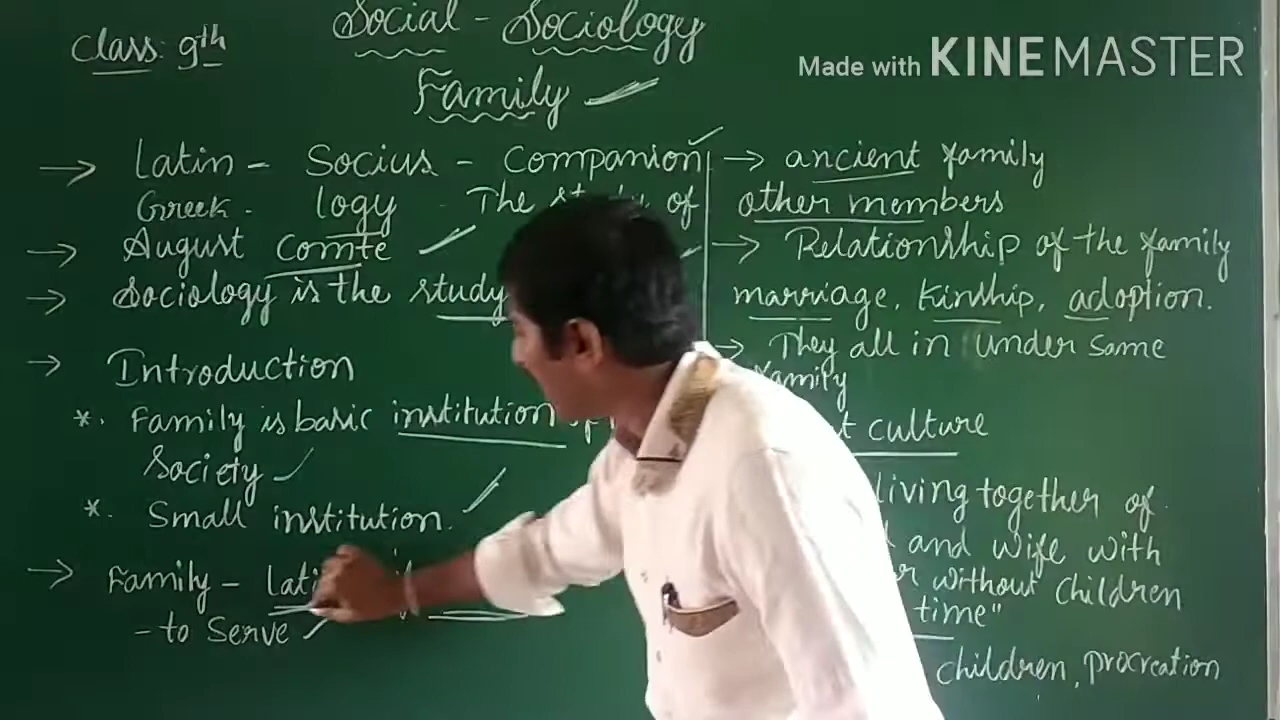 Class: 9th
Social - Sociology
Family
Made with KINEMASTER
→ Latin - Socius - Companion
Greek - logy - The study of
→ August Comte
→ Sociology is the study
→ Introduction
*. Family is basic institution of
Society
*. Small institution.
→ Family -
- to Serve
→ ancient family
other members
→ Relationship of the family
marriage, Kinship, adoption.
→ They all in under same
family
culture
living together of
and wife with
without children
time"
children, procreation